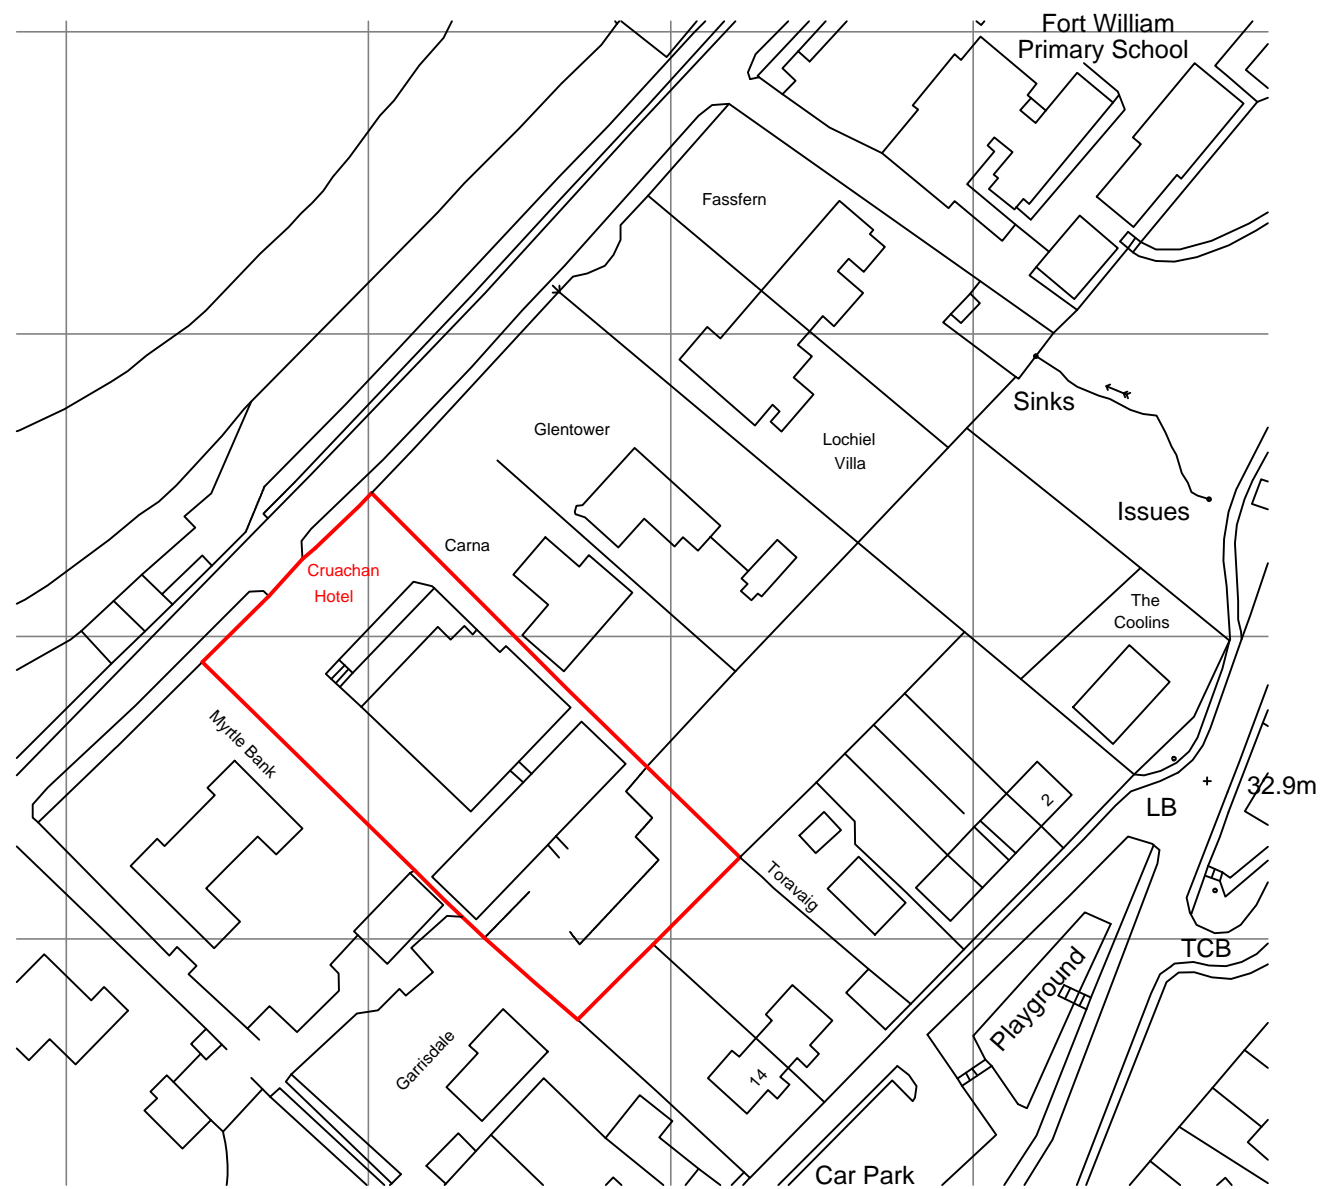 Fort William
Primary School
Fassfern
Sinks
Glentower
Lochiel
Villa
Issues
Carna
Cruachan
Hotel
The
Coolins
Myrtle Bank
32.9m
2
LB
Toravaig
TCB
Playground
Garrisdale
14
Car Park